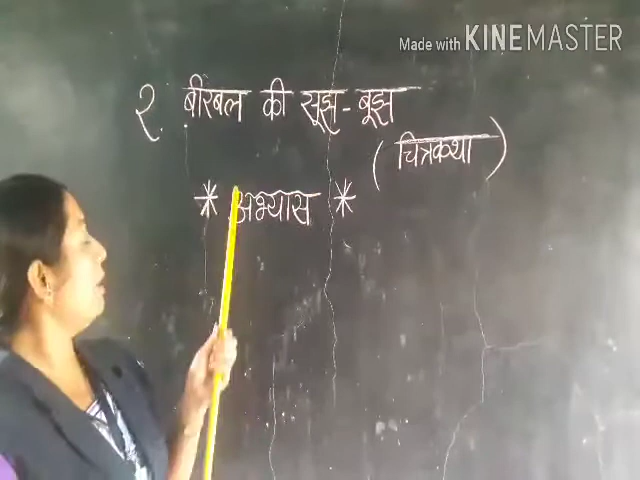 Made with KINEMASTER
२. बीरबल की सूझ-बूझ
(चित्रकथा)
* अभ्यास *